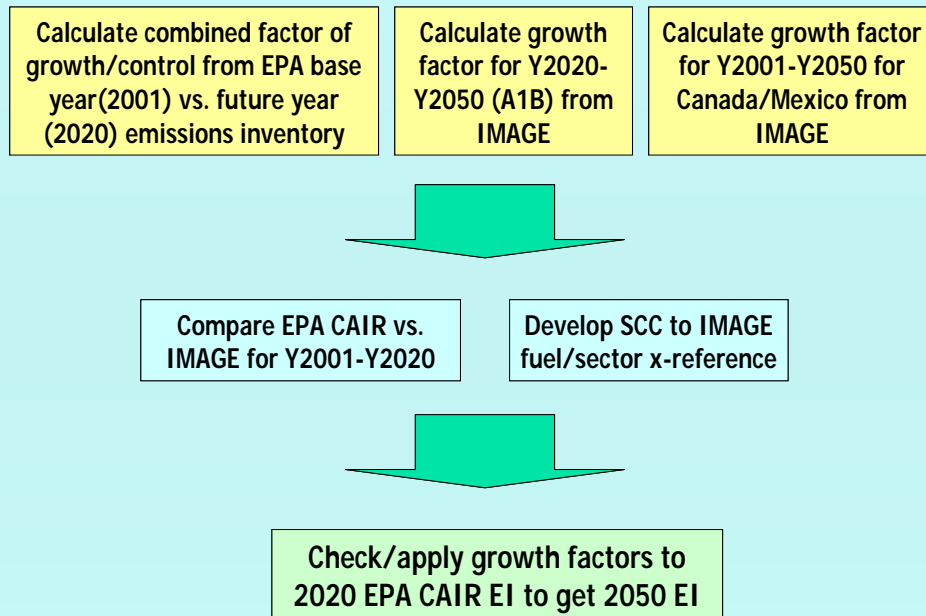 Calculate combined factor of
growth/control from EPA base
year(2001) vs. future year
(2020) emissions inventory
Calculate growth
factor for Y2020-
Y2050 (A1B) from
IMAGE
Calculate growth factor
for Y2001-Y2050 for
Canada/Mexico from
IMAGE
Compare EPA CAIR vs.
IMAGE for Y2001-Y2020
Develop SCC to IMAGE
fuel/sector x-reference
Check/apply growth factors to
2020 EPA CAIR EI to get 2050 EI